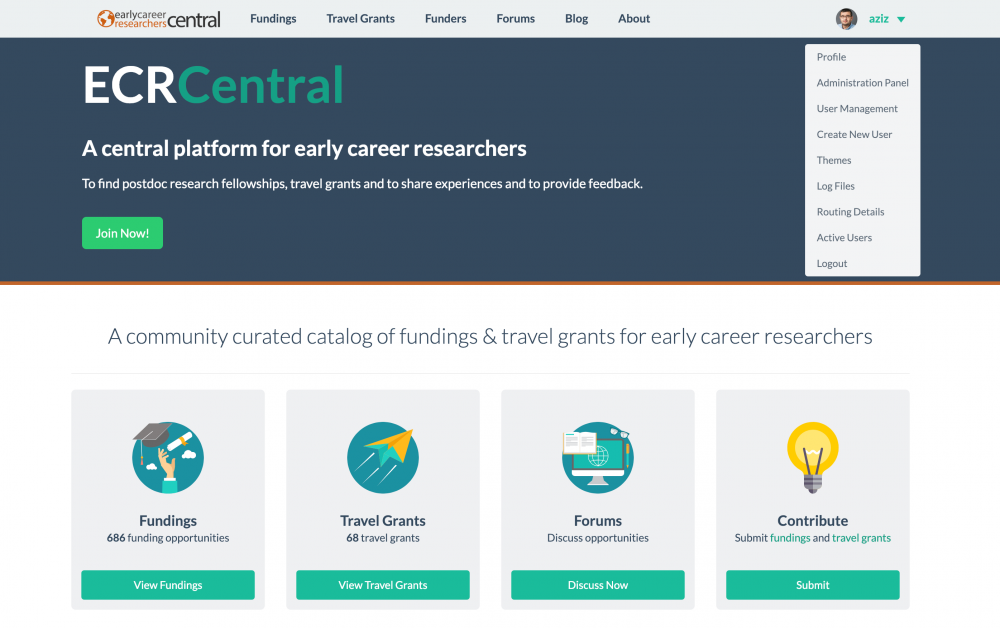 earlycareer
researchers central
Fundings Travel Grants Funders Forums Blog About aziz
Profile
Administration Panel
User Management
Create New User
Themes
Log Files
Routing Details
Active Users
Logout
ECRCentral
A central platform for early career researchers
To find postdoc research fellowships, travel grants and to share experiences and to provide feedback.
Join Now!
A community curated catalog of fundings & travel grants for early career researchers
Fundings
686 funding opportunities
View Fundings
Travel Grants
68 travel grants
View Travel Grants
Forums
Discuss opportunities
Discuss Now
Contribute
Submit fundings and travel grants
Submit